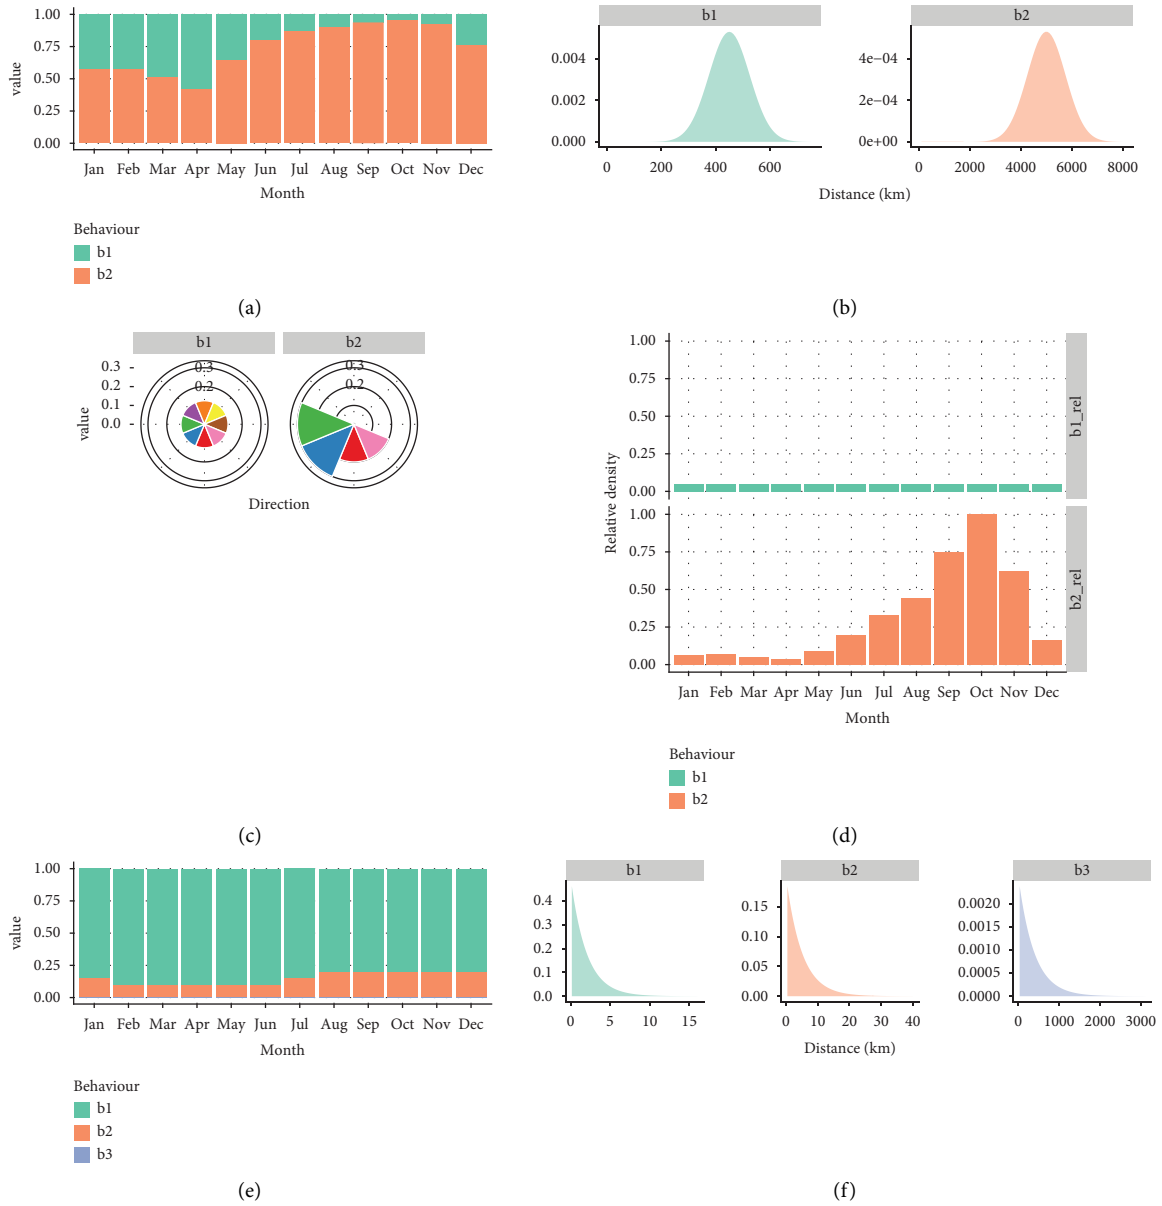 1.00
0.75
0.50
0.25
0.00
value
Jan Feb Mar Apr May Jun Jul Aug Sep Oct Nov Dec
Month
Behaviour
b1
b2
(a)
b1
b2
0.004
0.002
0.000
4e−04
2e−04
0e+00
0 200 400 600
0 2000 4000 6000 8000
Distance (km)
(b)
b1
b2
0.3
0.2
0.1
0.0
value
0.3
0.2
0.3
0.2
Direction
(c)
1.00
0.75
0.50
0.25
0.00
b1_rel
Relative density
1.00
0.75
0.50
0.25
0.00
b2_rel
Jan Feb Mar Apr May Jun Jul Aug Sep Oct Nov Dec
Month
Behaviour
b1
b2
(d)
1.00
0.75
0.50
0.25
0.00
value
Jan Feb Mar Apr May Jun Jul Aug Sep Oct Nov Dec
Month
Behaviour
b1
b2
b3
(e)
b1
b2
b3
0.4
0.3
0.2
0.1
0.0
0 5 10 15
0.15
0.10
0.05
0.00
0 10 20 30 40
0.0020
0.0015
0.0010
0.0005
0.0000
0 1000 2000 3000
Distance (km)
(f)